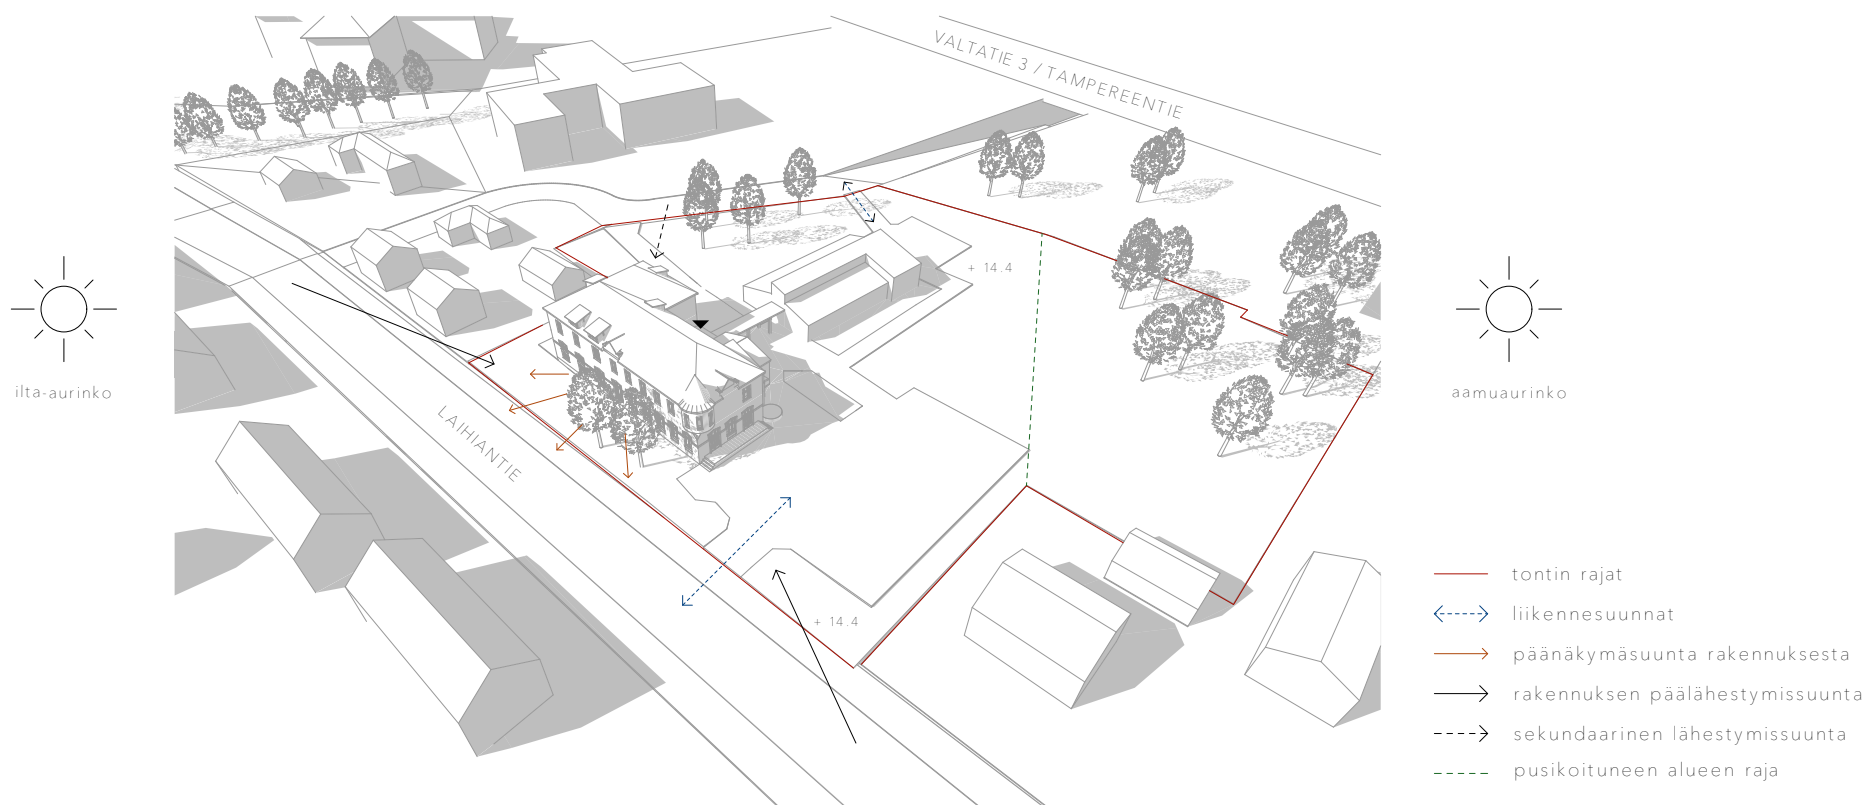 VALTATIE 3 / TAMPEREENTIE
+ 14.4
ilta-aurinko
aamuaurinko
LAIHIANTIE
+ 14.4
tontin rajat
liikennesuunnat
päänäkymäsuunta rakennuksesta
rakennuksen päälähestymissuunta
sekundaarinen lähestymissuunta
pusikoituneen alueen raja